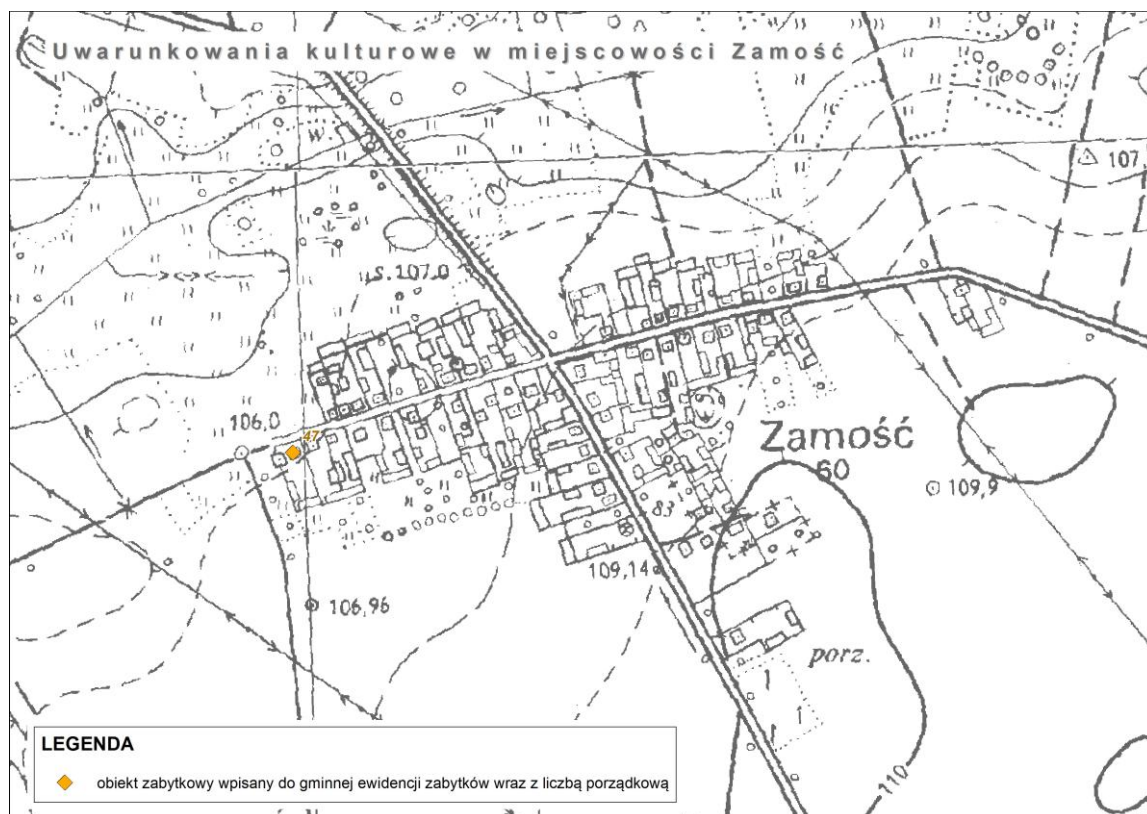 Uwarunkowania kulturowe w miejscowości Zamość
107
s. 107,0
106,0
47
Zamość
60
109,9
83
109,14
106,96
porz.
110
LEGENDA
obiekt zabytkowy wpisany do gminnej ewidencji zabytków wraz z liczbą porządkową